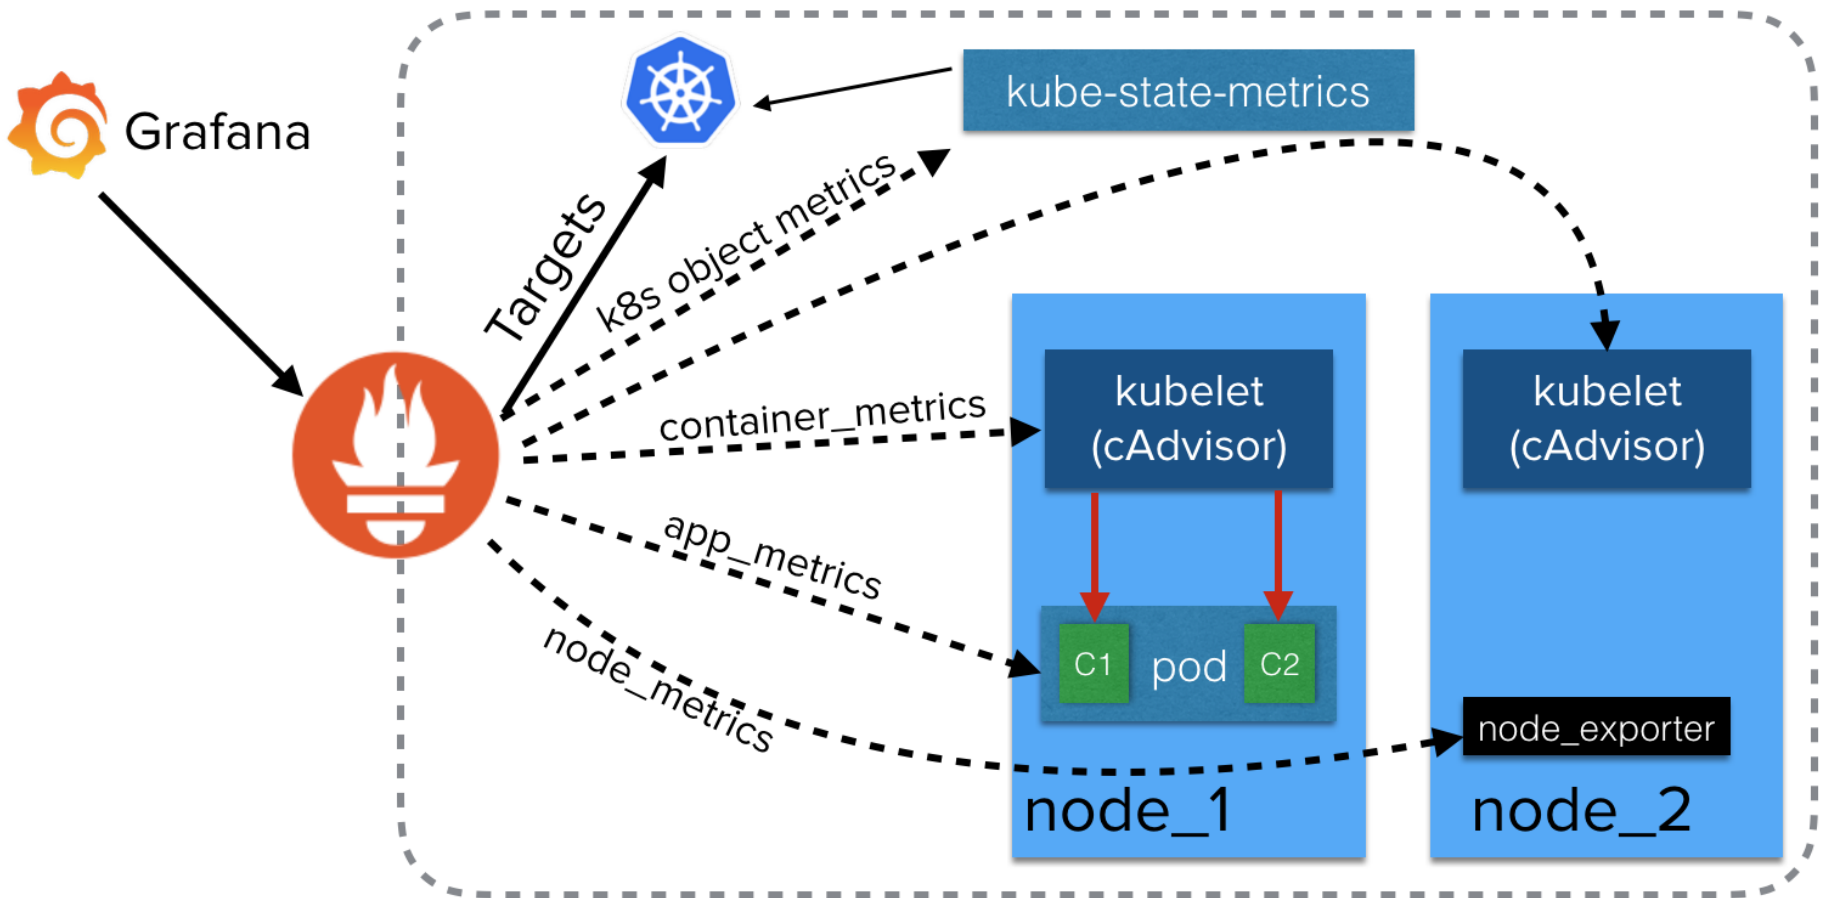 Grafana
kube-state-metrics
Targets
k8s object metrics
container_metrics
app_metrics
node_metrics
kubelet
(cAdvisor)
kubelet
(cAdvisor)
C1
pod
C2
node_exporter
node_1
node_2